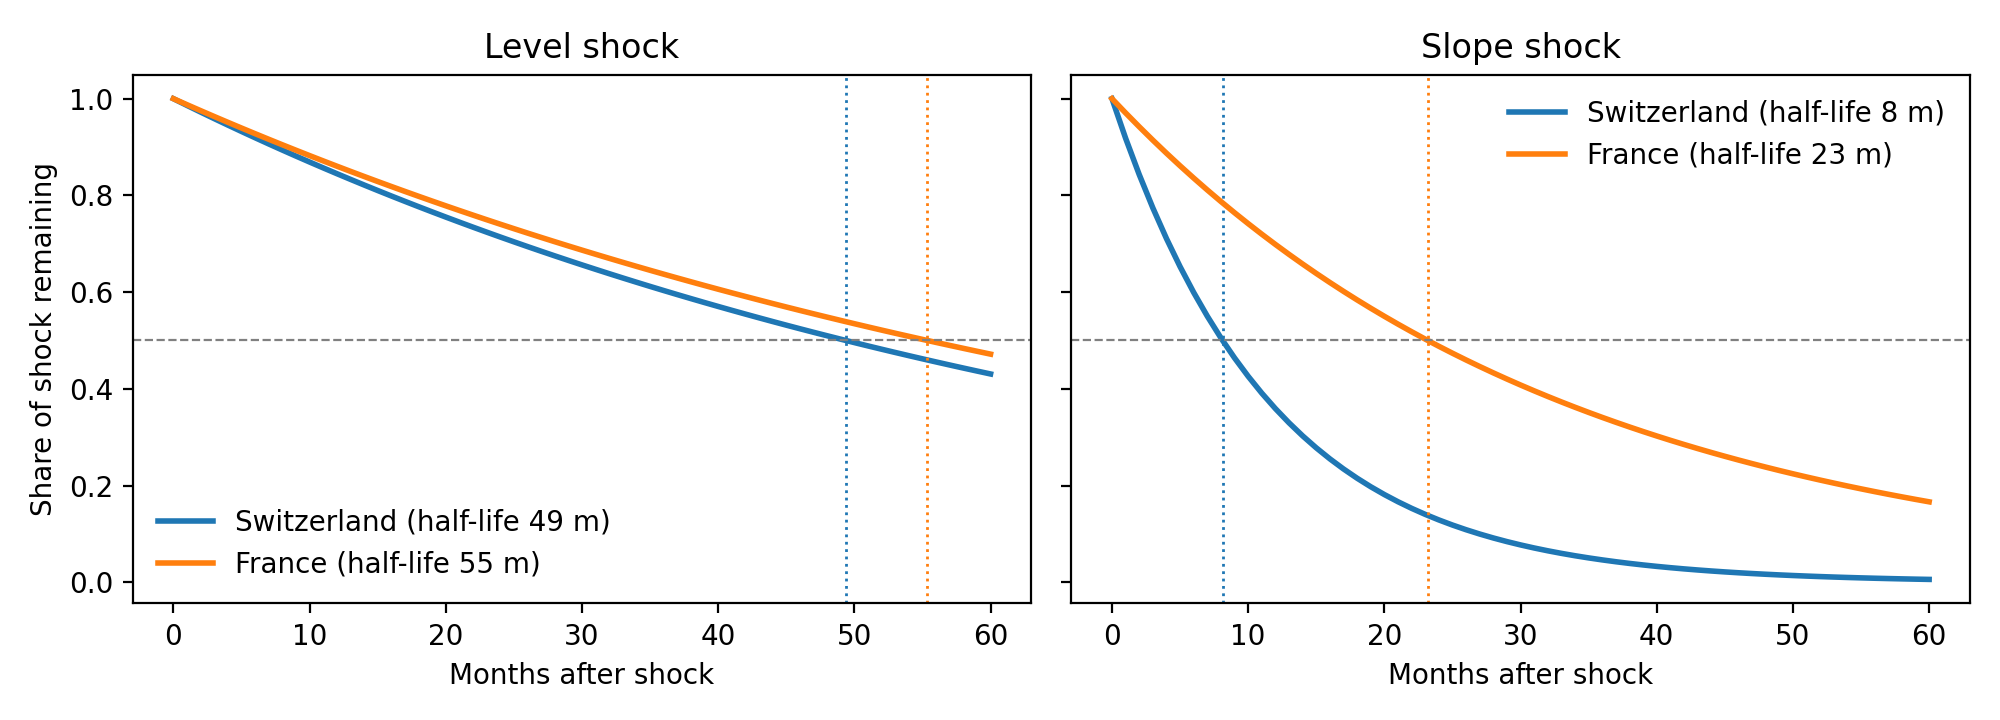 Level shock
Share of shock remaining
1.0
0.8
0.6
0.4
0.2
0.0
Switzerland (half-life 49 m)
France (half-life 55 m)
0 10 20 30 40 50 60
Months after shock
Slope shock
Switzerland (half-life 8 m)
France (half-life 23 m)
0 10 20 30 40 50 60
Months after shock